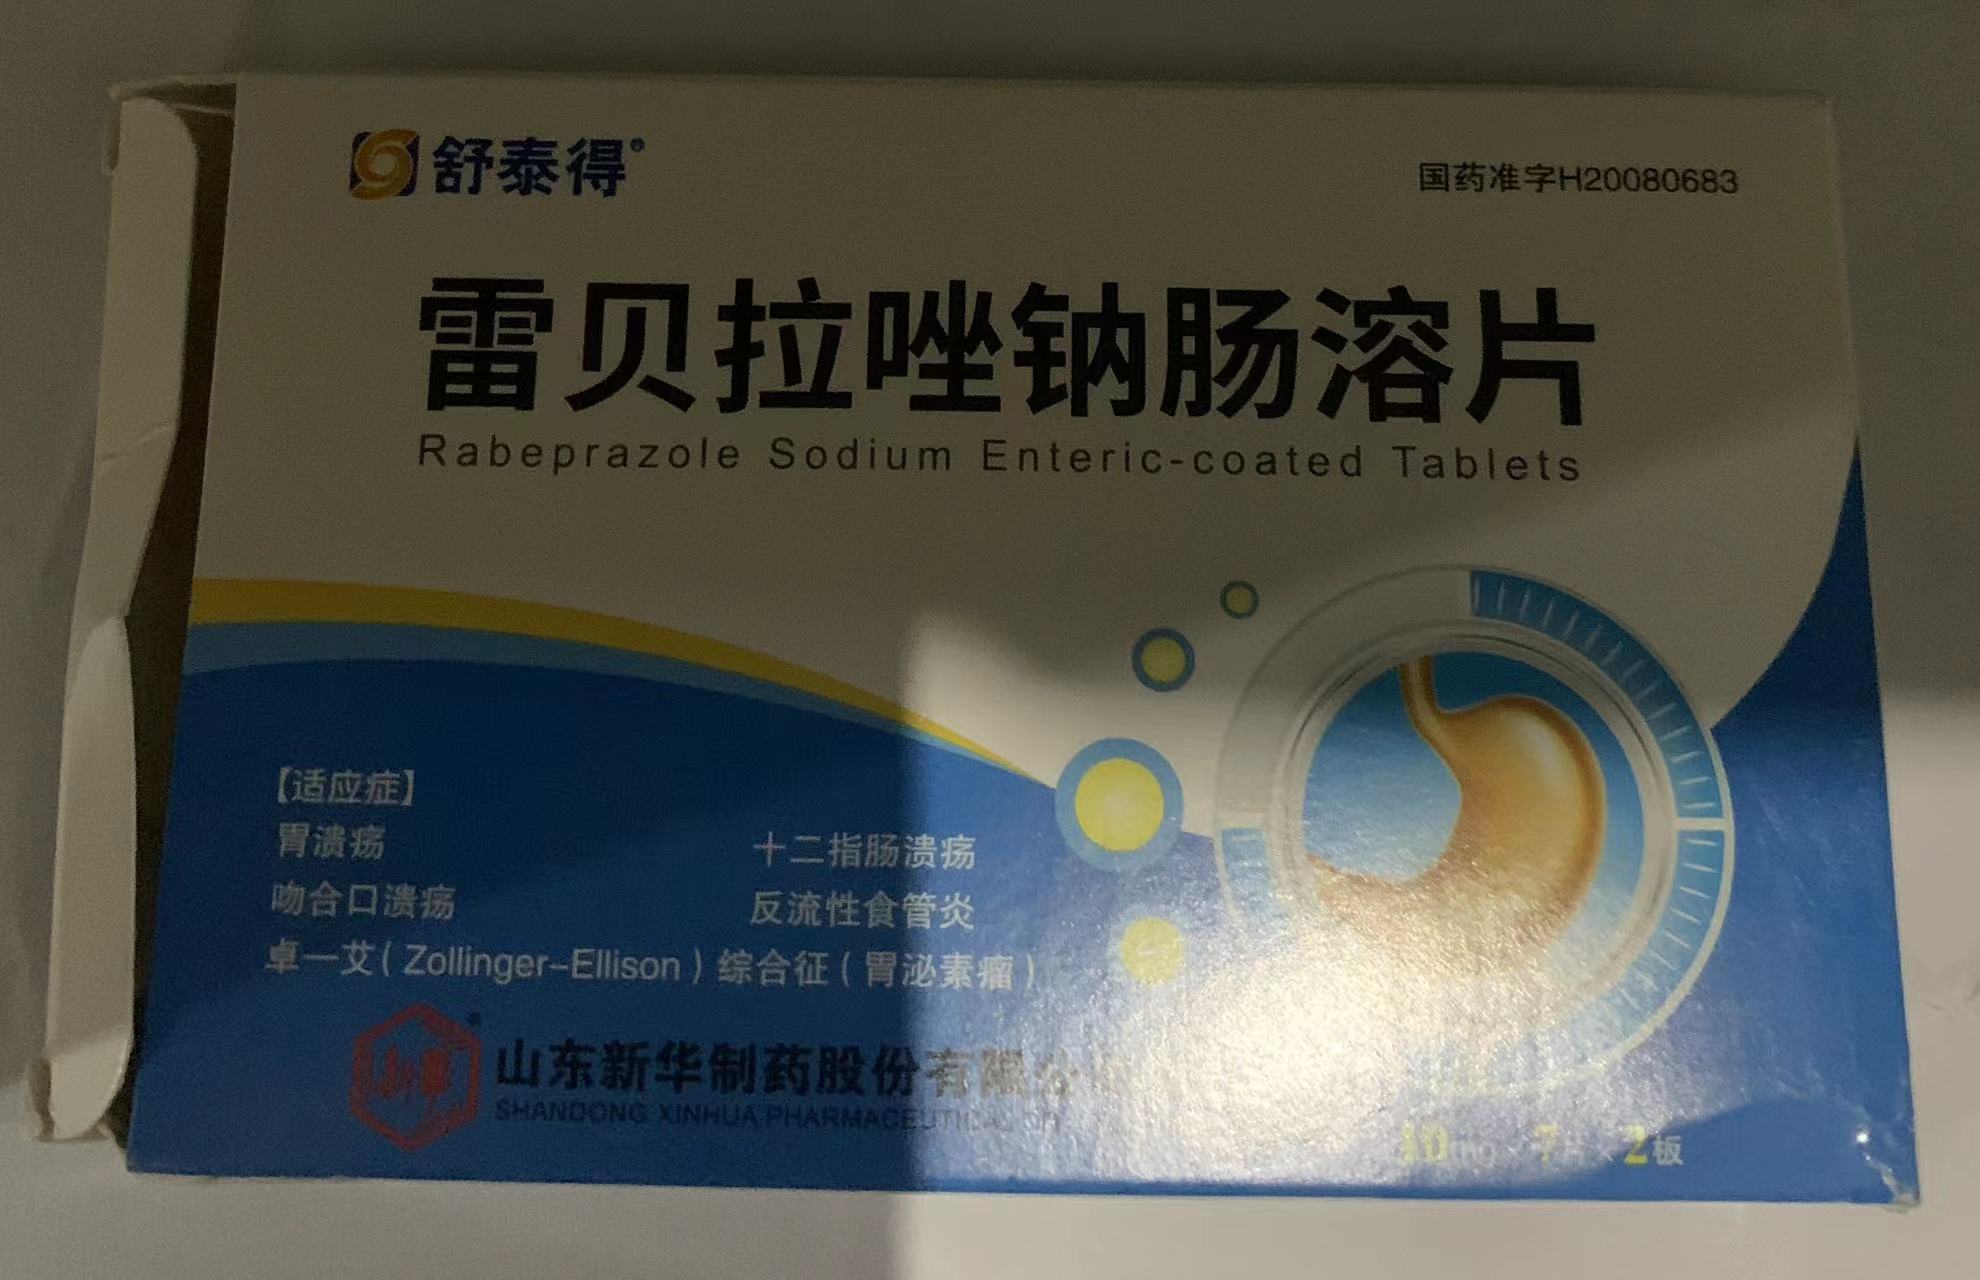 舒泰得®
国药准字H20080683
雷贝拉唑钠肠溶片
Rabeprazole Sodium Enteric-coated Tablets
【适应症】
胃溃疡 十二指肠溃疡
吻合口溃疡 反流性食管炎
卓一艾(Zollinger-Ellison)综合征(胃泌素瘤)
山东新华制药股份有限公
SHANDONG XINHUA PHARMACEUTICAL
10mg×7片×2板